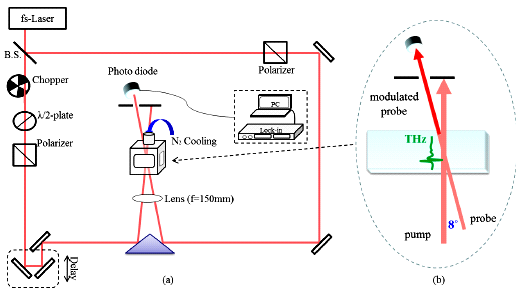 fs-Laser
B.S.
Chopper
λ/2-plate
Polarizer
Delay
Photo diode
N₂ Cooling
Lens (f=150mm)
Polarizer
PC
Lock-in
(a)
modulated
probe
THz
8°
probe
pump
(b)